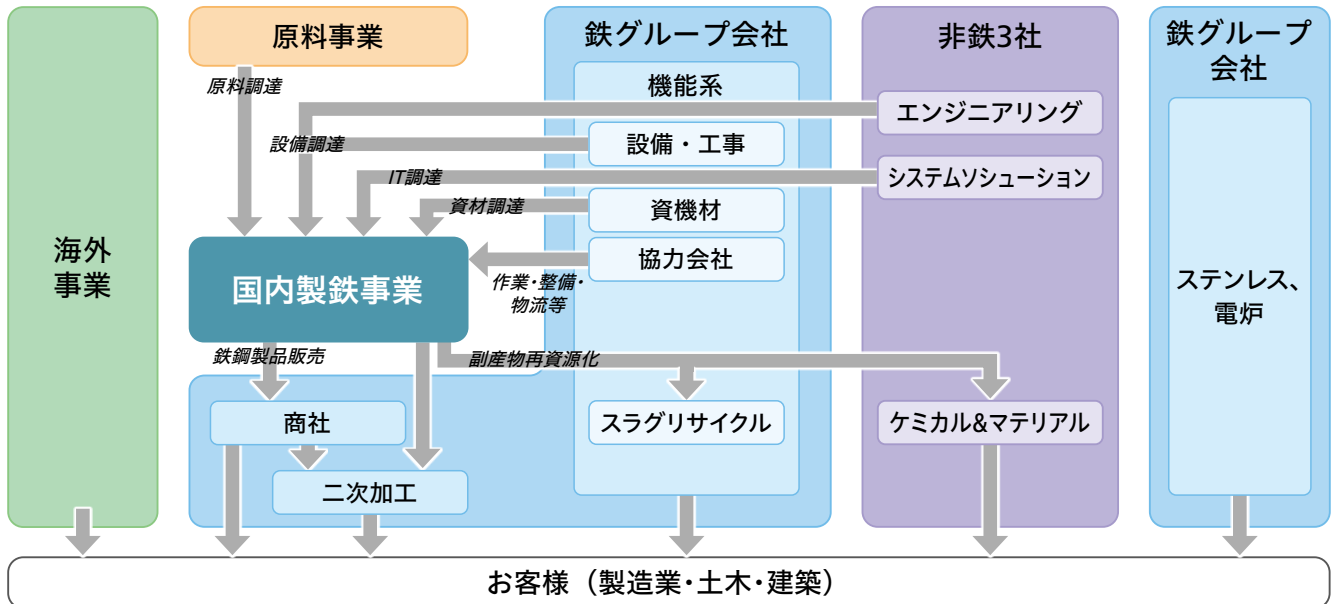 海外
事業
原料事業
原料調達
設備調達
IT調達
資材調達
国内製鉄事業
作業・整備・
物流等
鉄鋼製品販売
副産物再資源化
商社
二次加工
鉄グループ会社
機能系
設備・工事
資機材
協力会社
スラグリサイクル
非鉄3社
エンジニアリング
システムソシューション
ケミカル&マテリアル
鉄グループ
会社
ステンレス、
電炉
お客様（製造業・土木・建築）